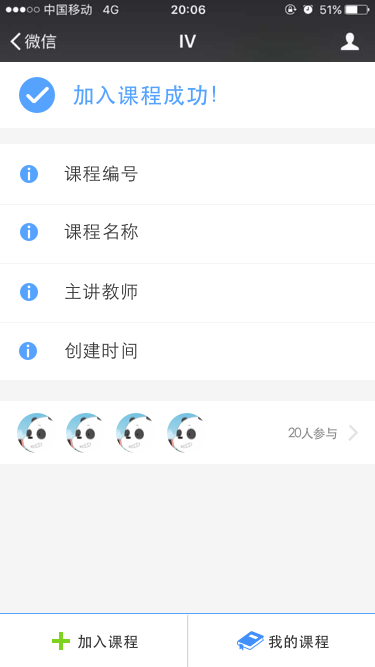 中国移动 4G 20:06 51%
微信 IV
加入课程成功!
课程编号
课程名称
主讲教师
创建时间
20人参与
加入课程 我的课程